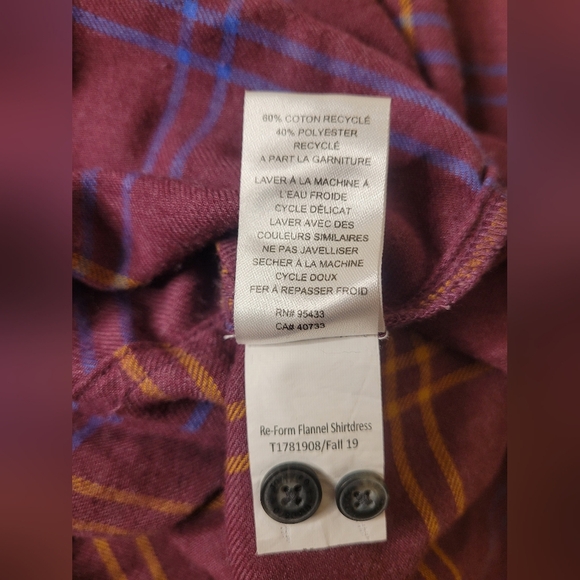 60% COTON RECYCLÉ
40% POLYESTER
RECYCLÉ
A PART LA GARNITURE
LAVER À LA MACHINE À
L'EAU FROIDE
CYCLE DÉLICAT
LAVER AVEC DES
COULEURS SIMILAIRES
NE PAS JAVELLISER
SECHER À LA MACHINE
CYCLE DOUX
FER À REPASSER FROID
RN# 95433
CA# 40733
Re-Form Flannel Shirtdress
T1781908/Fall 19